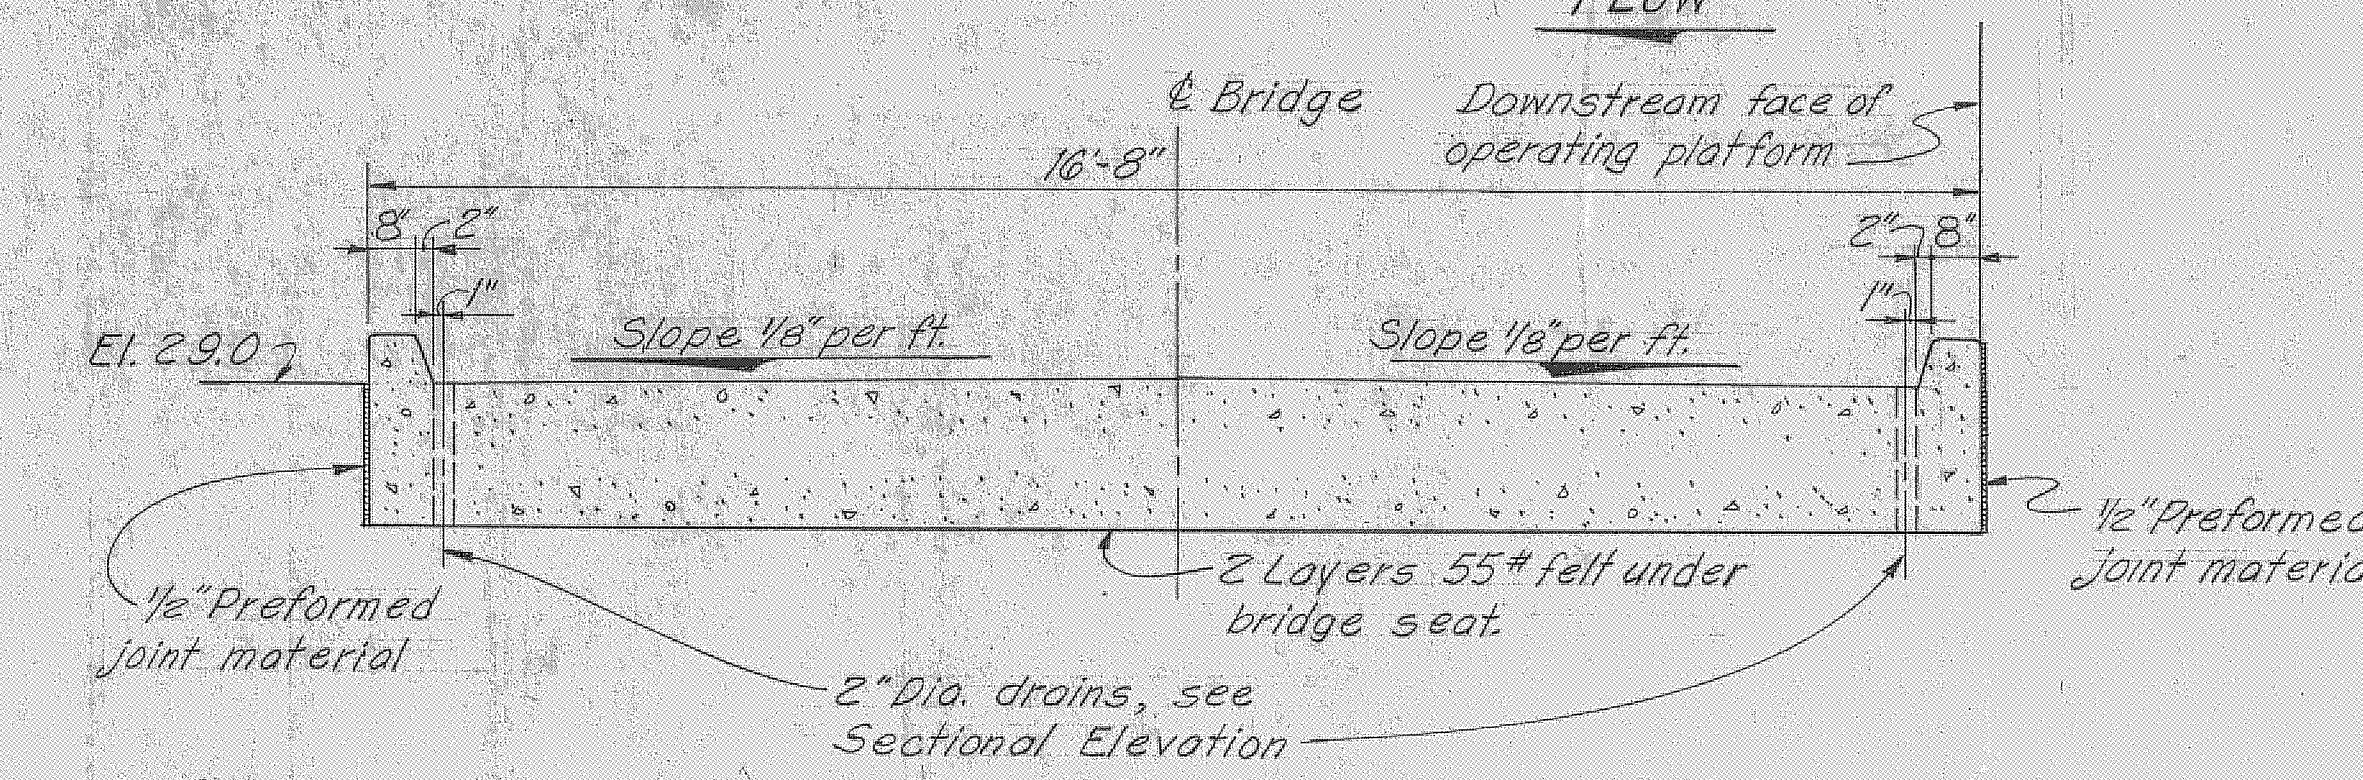 FLOW
℄ Bridge
Downstream face of
operating platform
16'-8"
8"
2"
2"
8"
1"
1"
El. 29.0
Slope 1/8" per ft.
Slope 1/8" per ft.
1/2" Preformed
joint material
2 Layers 55# felt under
bridge seat.
1/2" Preformed
joint material
2" Dia. drains, see
Sectional Elevation